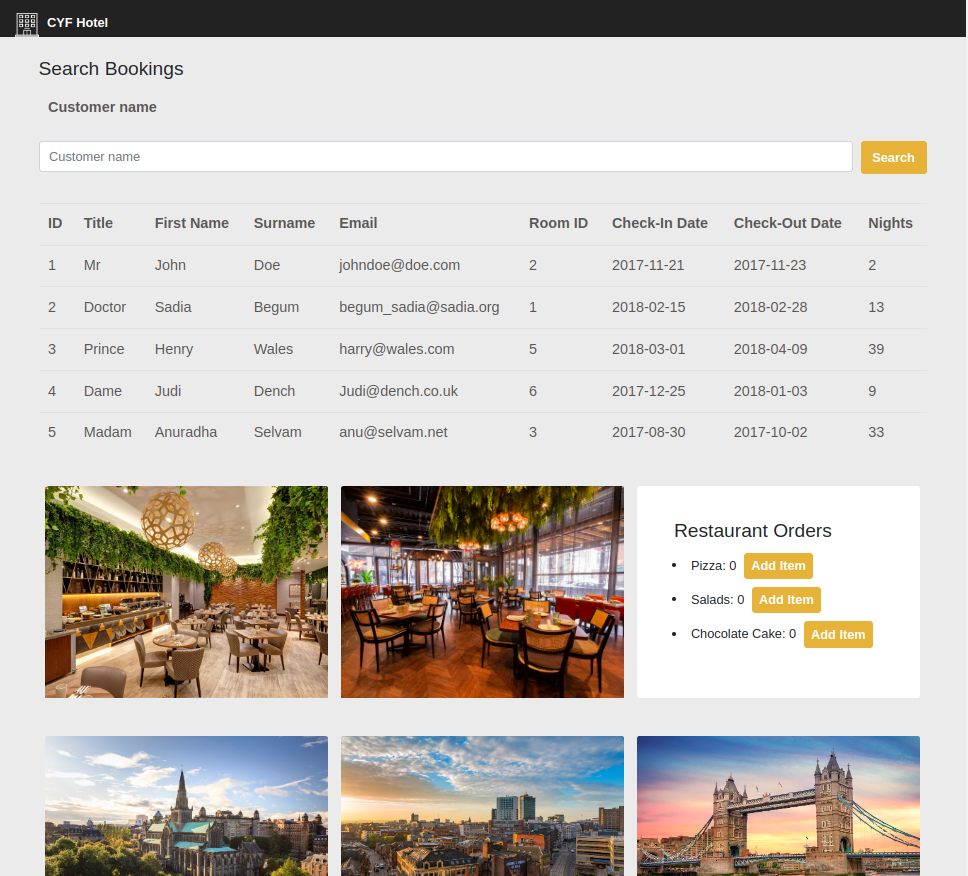 CYF Hotel
Search Bookings
Customer name
Customer name
Search
ID Title First Name Surname Email Room ID Check-In Date Check-Out Date Nights
1 Mr John Doe johndoe@doe.com 2 2017-11-21 2017-11-23 2
2 Doctor Sadia Begum begum_sadia@sadia.org 1 2018-02-15 2018-02-28 13
3 Prince Henry Wales harry@wales.com 5 2018-03-01 2018-04-09 39
4 Dame Judi Dench Judi@dench.co.uk 6 2017-12-25 2018-01-03 9
5 Madam Anuradha Selvam anu@selvam.net 3 2017-08-30 2017-10-02 33
Restaurant Orders
Pizza: 0 Add Item
Salads: 0 Add Item
Chocolate Cake: 0 Add Item